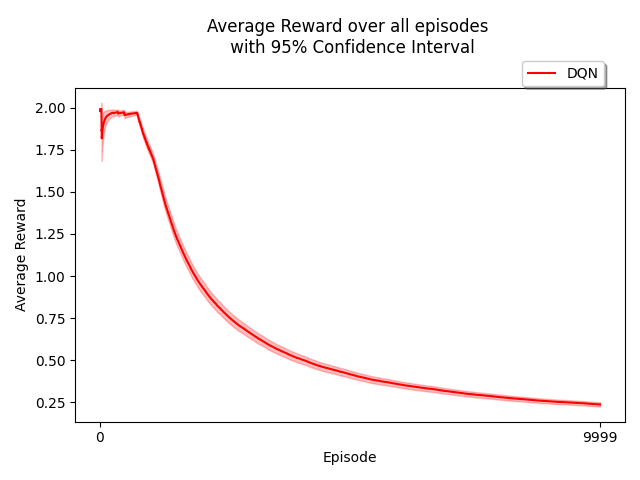 Average Reward over all episodes
with 95% Confidence Interval
DQN
2.00
1.75
1.50
1.25
1.00
0.75
0.50
0.25
Average Reward
0
9999
Episode